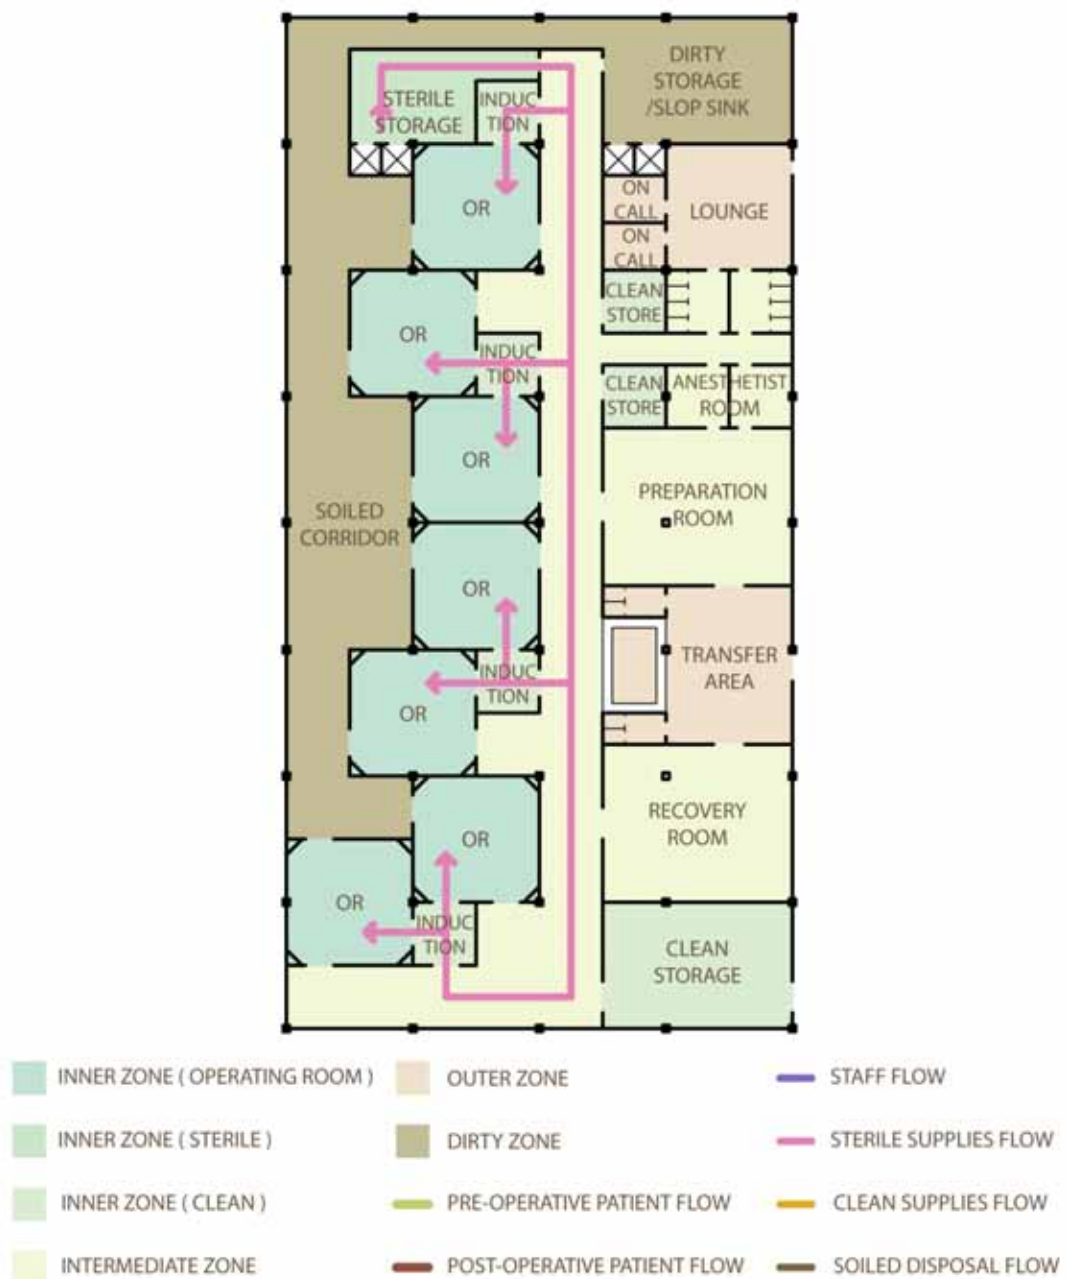 DIRTY
STORAGE
/SLOP SINK
STERILE
STORAGE
INDUC
TION
OR
ON
CALL
LOUNGE
ON
CALL
CLEAN
STORE
OR
INDUC
TION
CLEAN
STORE
ANESTHETIST
ROOM
OR
PREPARATION
ROOM
SOILED
CORRIDOR
OR
INDUC
TION
TRANSFER
AREA
OR
RECOVERY
ROOM
OR
OR
INDUC
TION
CLEAN
STORAGE
INNER ZONE ( OPERATING ROOM )
OUTER ZONE
STAFF FLOW
INNER ZONE ( STERILE )
DIRTY ZONE
STERILE SUPPLIES FLOW
INNER ZONE ( CLEAN )
PRE-OPERATIVE PATIENT FLOW
CLEAN SUPPLIES FLOW
INTERMEDIATE ZONE
POST-OPERATIVE PATIENT FLOW
SOILED DISPOSAL FLOW